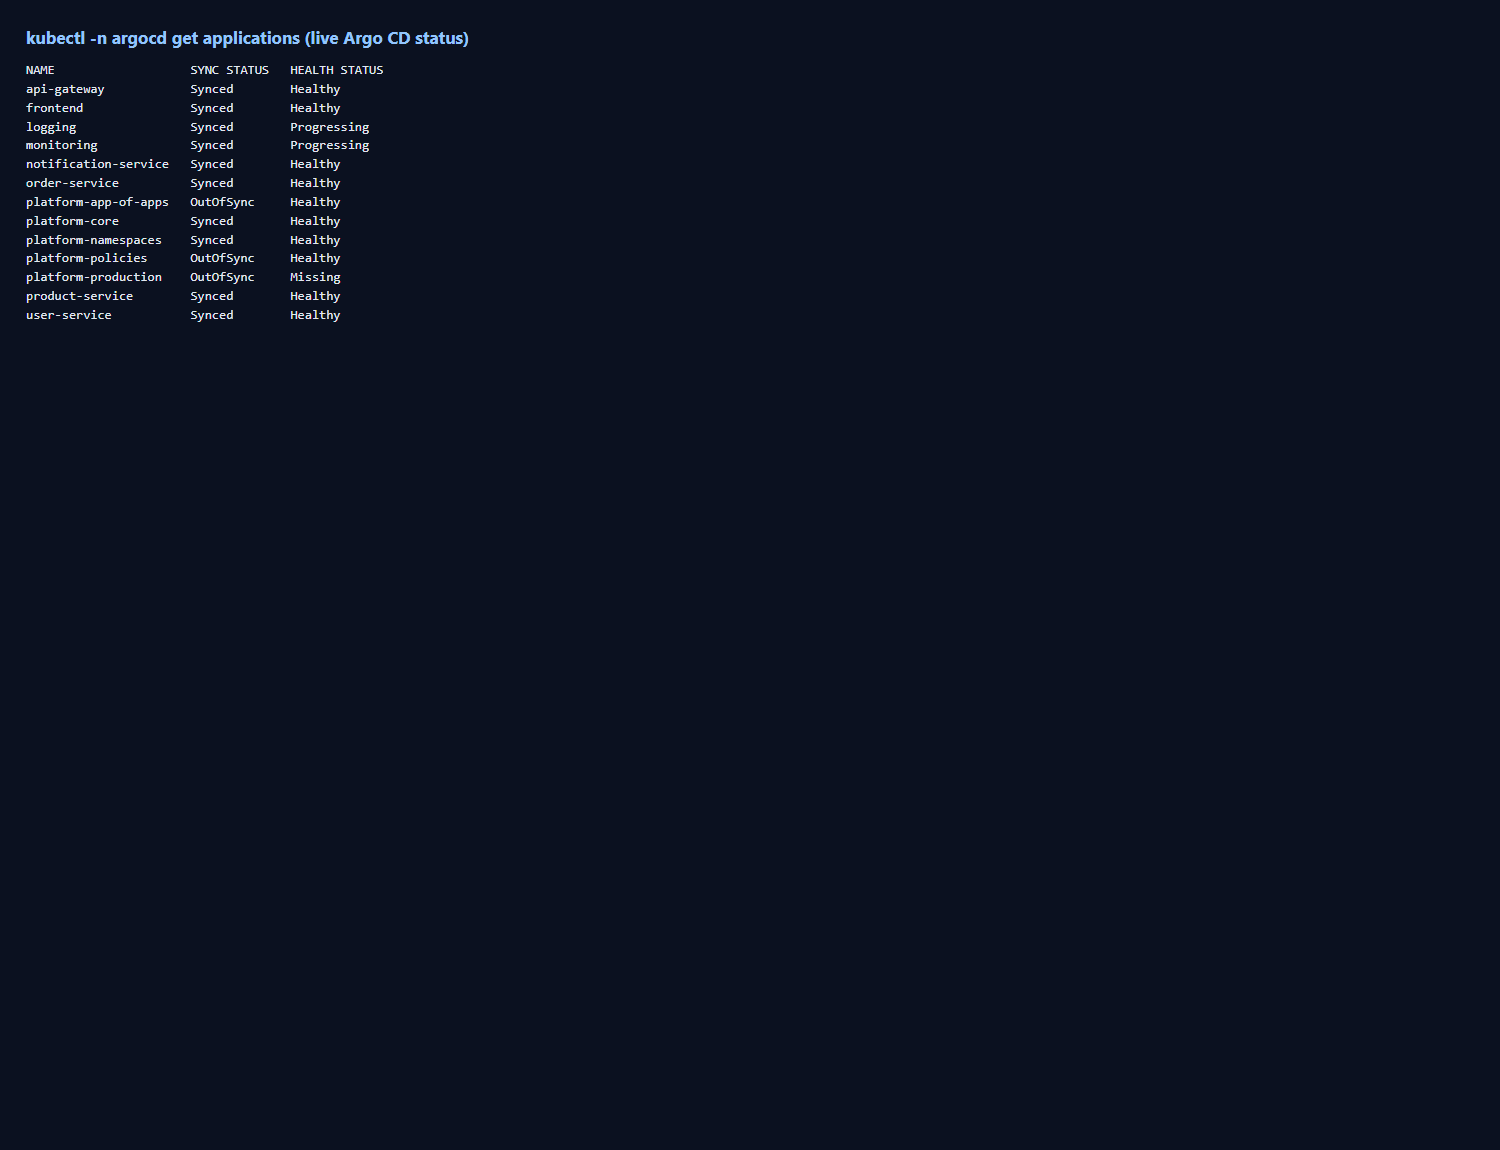 kubectl -n argocd get applications (live Argo CD status)
NAME                   SYNC STATUS   HEALTH STATUS
api-gateway            Synced        Healthy
frontend               Synced        Healthy
logging                Synced        Progressing
monitoring             Synced        Progressing
notification-service   Synced        Healthy
order-service          Synced        Healthy
platform-app-of-apps   OutOfSync     Healthy
platform-core          Synced        Healthy
platform-namespaces    Synced        Healthy
platform-policies      OutOfSync     Healthy
platform-production    OutOfSync     Missing
product-service        Synced        Healthy
user-service           Synced        Healthy